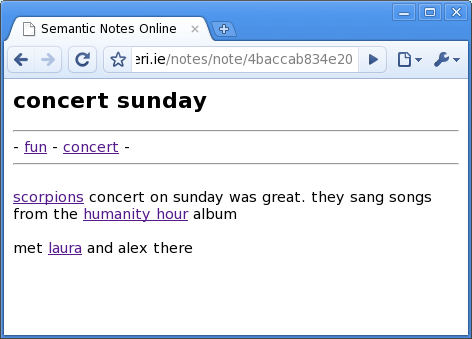 Semantic Notes Online
eri.ie/notes/note/4baccab834e20
concert sunday
- fun - concert -
scorpions concert on sunday was great. they sang songs
from the humanity hour album
met laura and alex there